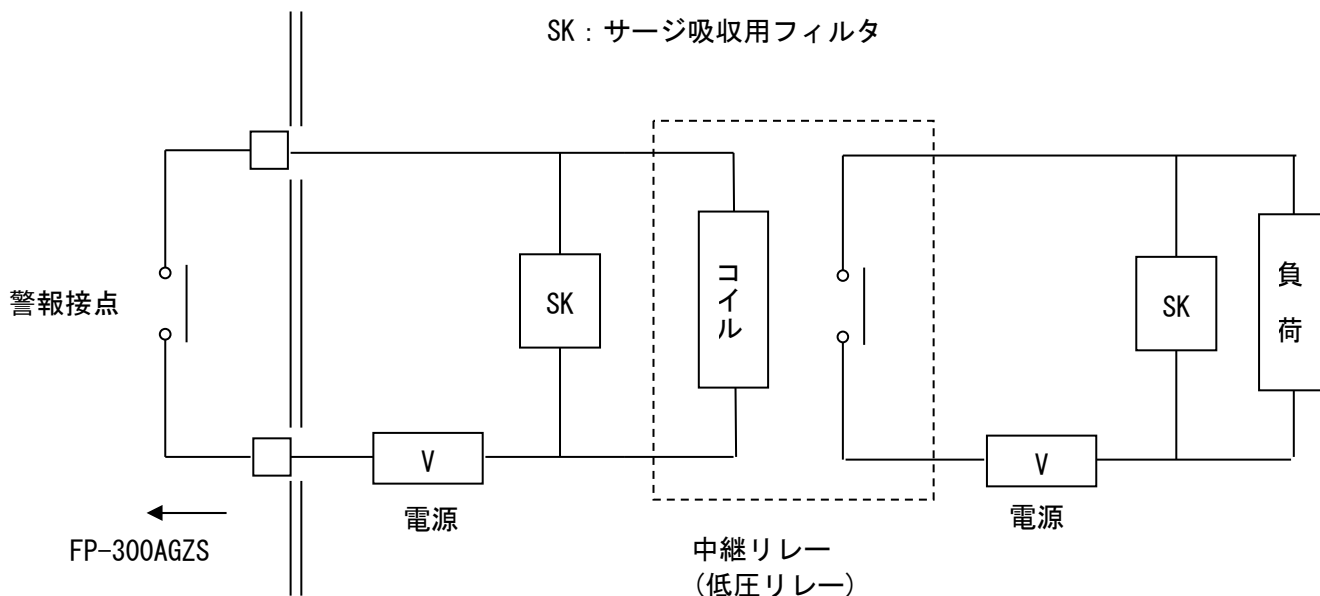 SK：サージ吸収用フィルタ
警報接点
SK
コイル
SK
負荷
V
電源
V
電源
FP-300AGZS
中継リレー
(低圧リレー)